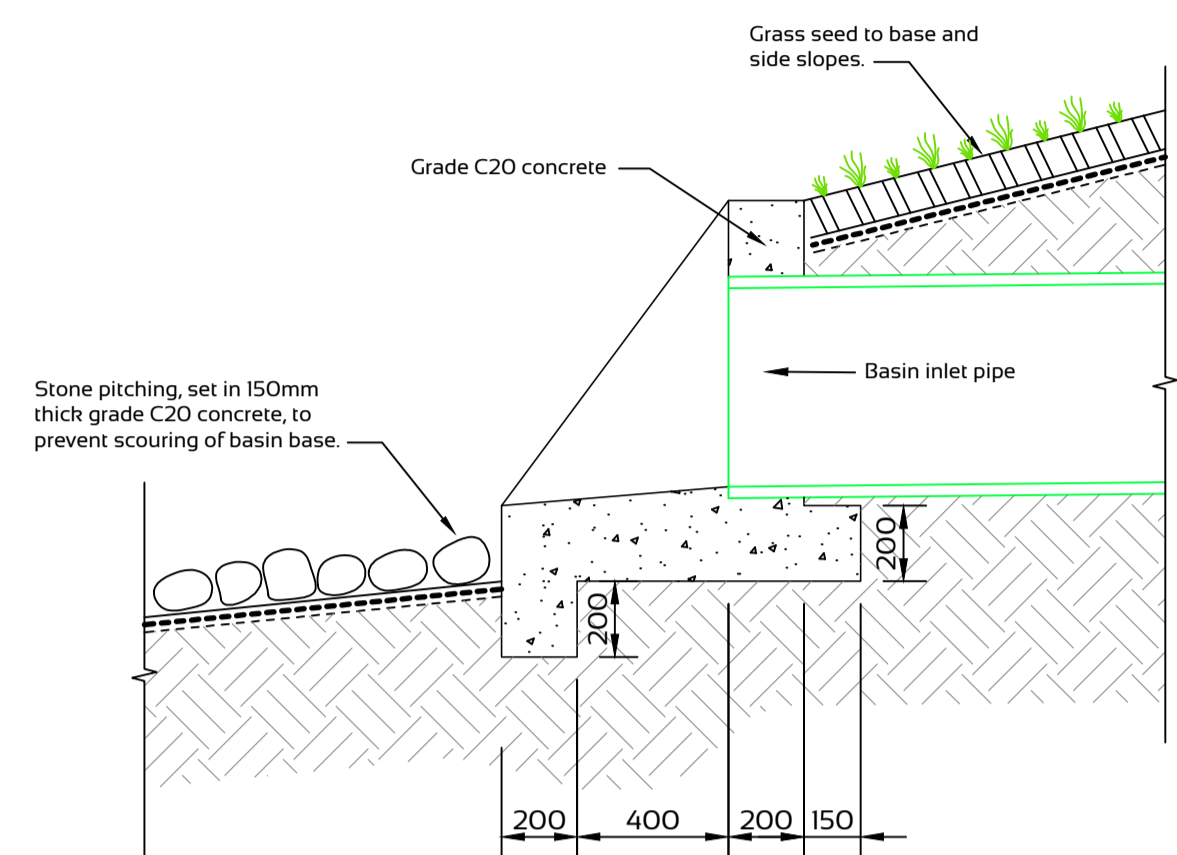 Grass seed to base and
side slopes.
Grade C20 concrete
Basin inlet pipe
Stone pitching, set in 150mm
thick grade C20 concrete, to
prevent scouring of basin base.
200
200
200
400
200
150